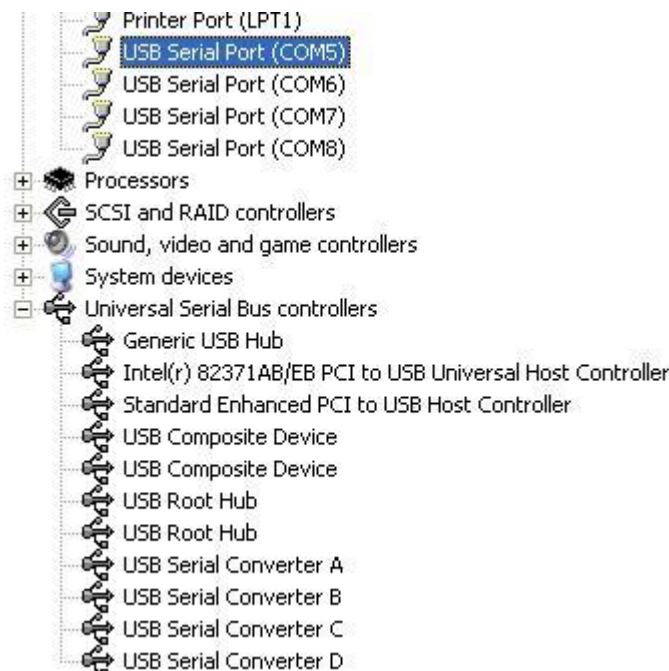 Printer Port (LPT1)
USB Serial Port (COM5)
USB Serial Port (COM6)
USB Serial Port (COM7)
USB Serial Port (COM8)
Processors
SCSI and RAID controllers
Sound, video and game controllers
System devices
Universal Serial Bus controllers
Generic USB Hub
Intel(r) 82371AB/EB PCI to USB Universal Host Controller
Standard Enhanced PCI to USB Host Controller
USB Composite Device
USB Composite Device
USB Root Hub
USB Root Hub
USB Serial Converter A
USB Serial Converter B
USB Serial Converter C
USB Serial Converter D